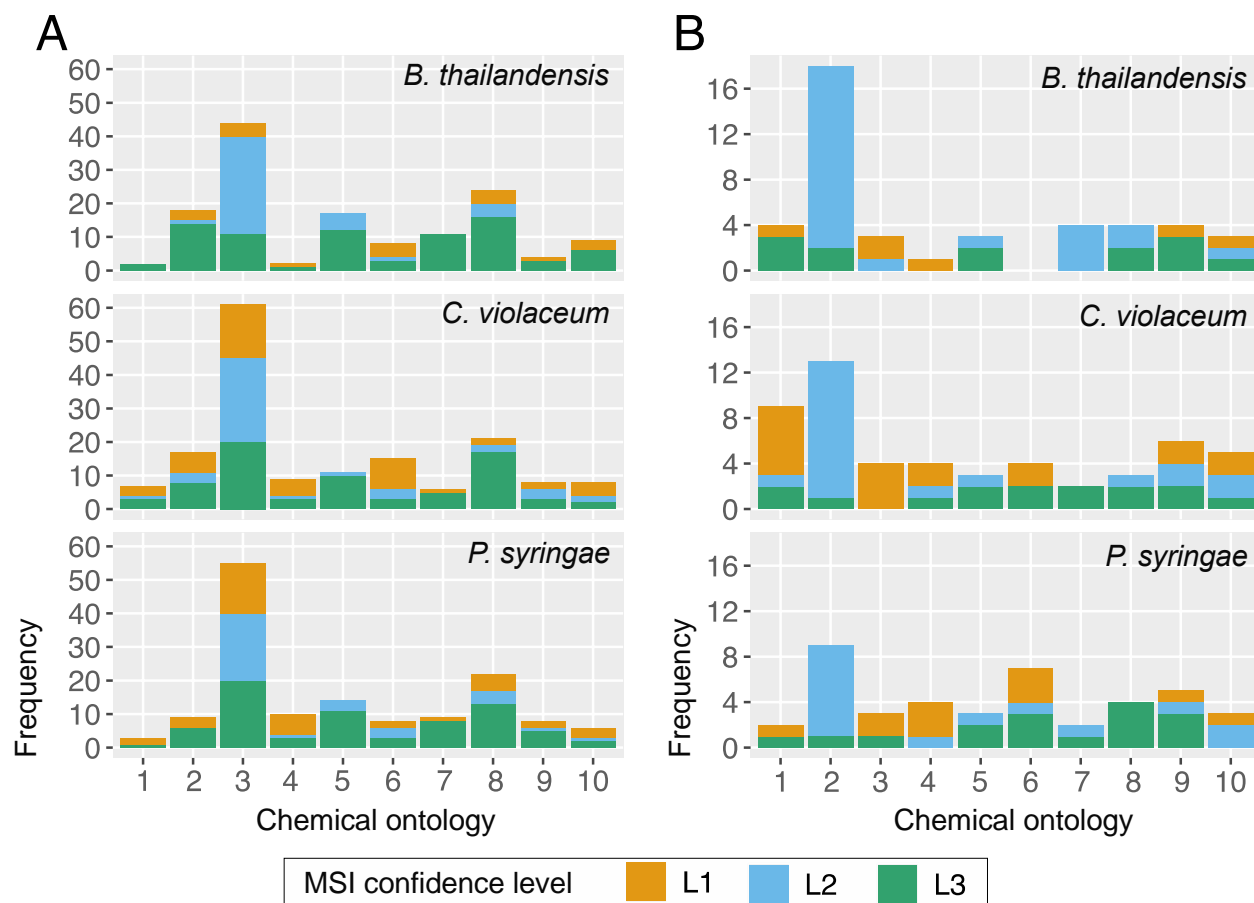 A
B. thailandensis
60
50
40
30
20
10
0
C. violaceum
60
50
40
30
20
10
0
P. syringae
60
50
40
30
20
10
0
Frequency
1 2 3 4 5 6 7 8 9 10
Chemical ontology
B
B. thailandensis
16
12
8
4
0
C. violaceum
16
12
8
4
0
P. syringae
16
12
8
4
0
Frequency
1 2 3 4 5 6 7 8 9 10
Chemical ontology
MSI confidence level L1 L2 L3